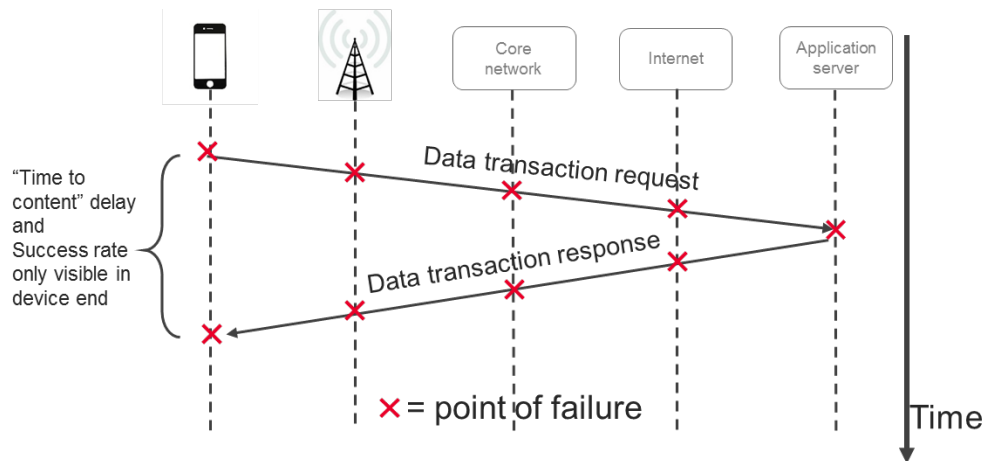 Core
network
Internet
Application
server
Data transaction request
“Time to
content” delay
and
Success rate
only visible in
device end
Data transaction response
= point of failure
Time